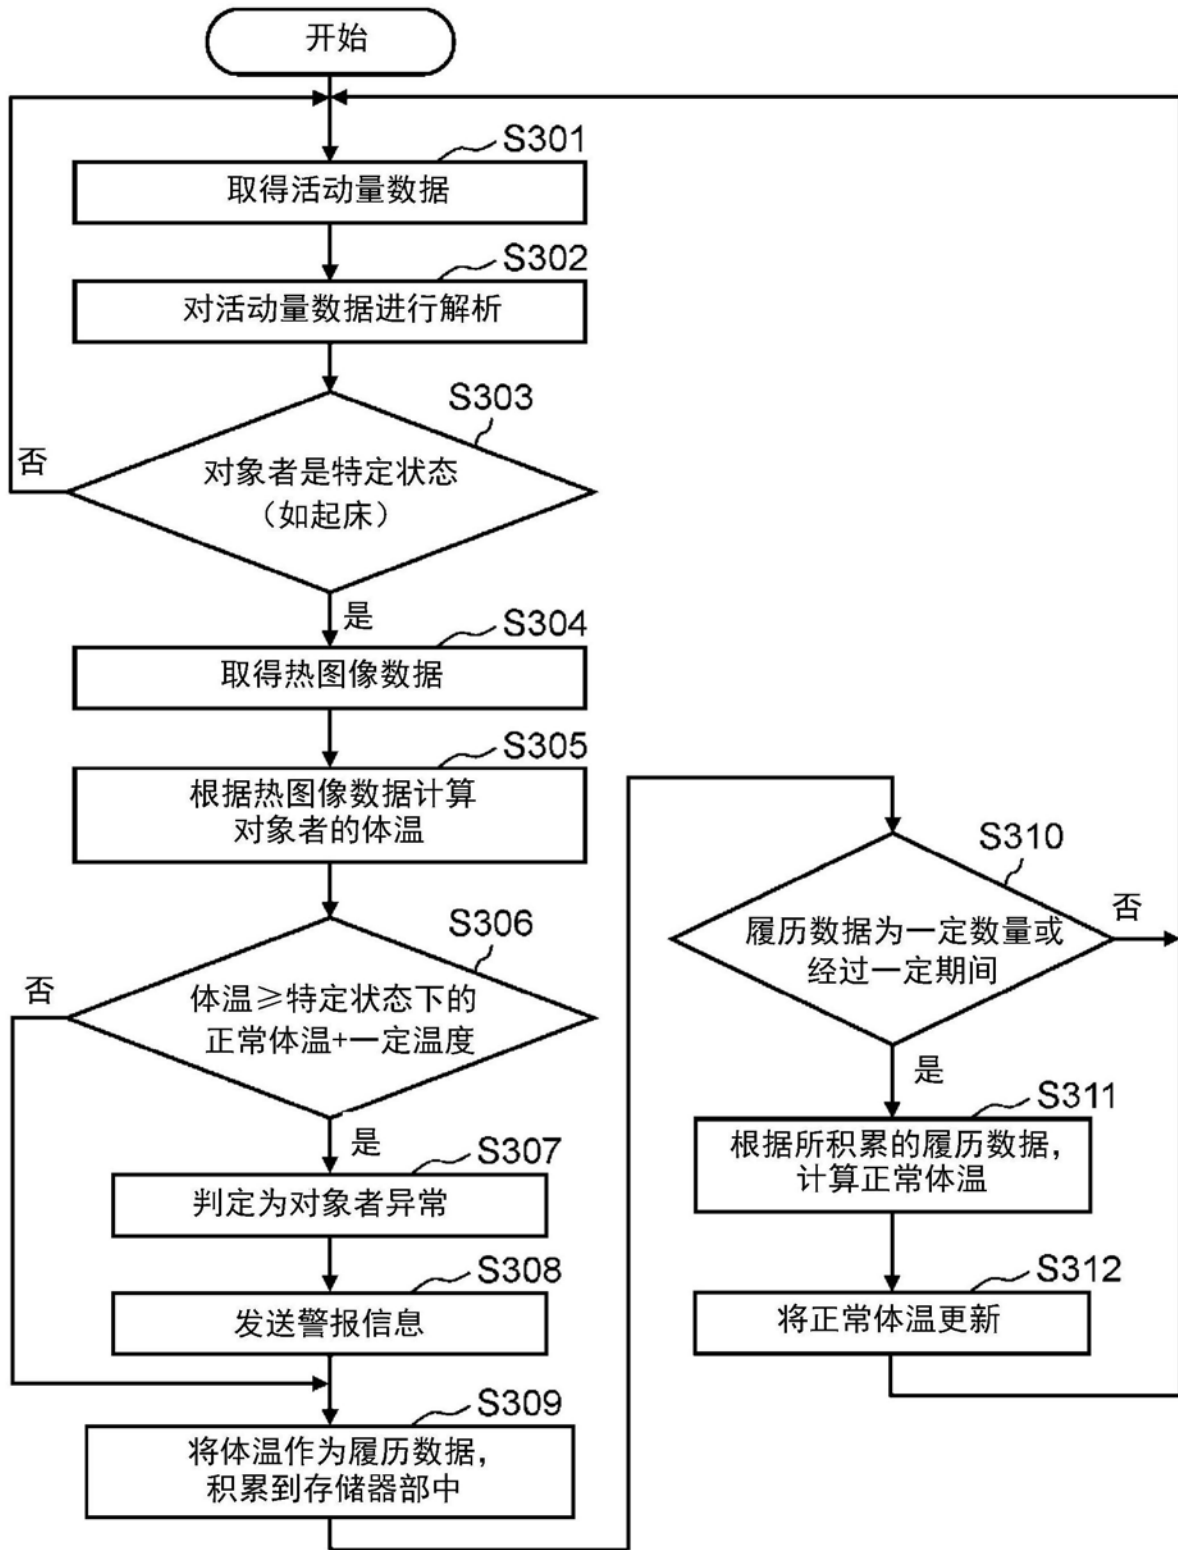 开始
S301
取得活动量数据
S302
对活动量数据进行解析
S303
对象者是特定状态
（如起床）
否
是
S304
取得热图像数据
S305
根据热图像数据计算
对象者的体温
S306
体温≥特定状态下的
正常体温+一定温度
否
是
S307
判定为对象者异常
S308
发送警报信息
S309
将体温作为履历数据，
积累到存储器部中
S310
履历数据为一定数量或
经过一定期间
否
是
S311
根据所积累的履历数据，
计算正常体温
S312
将正常体温更新